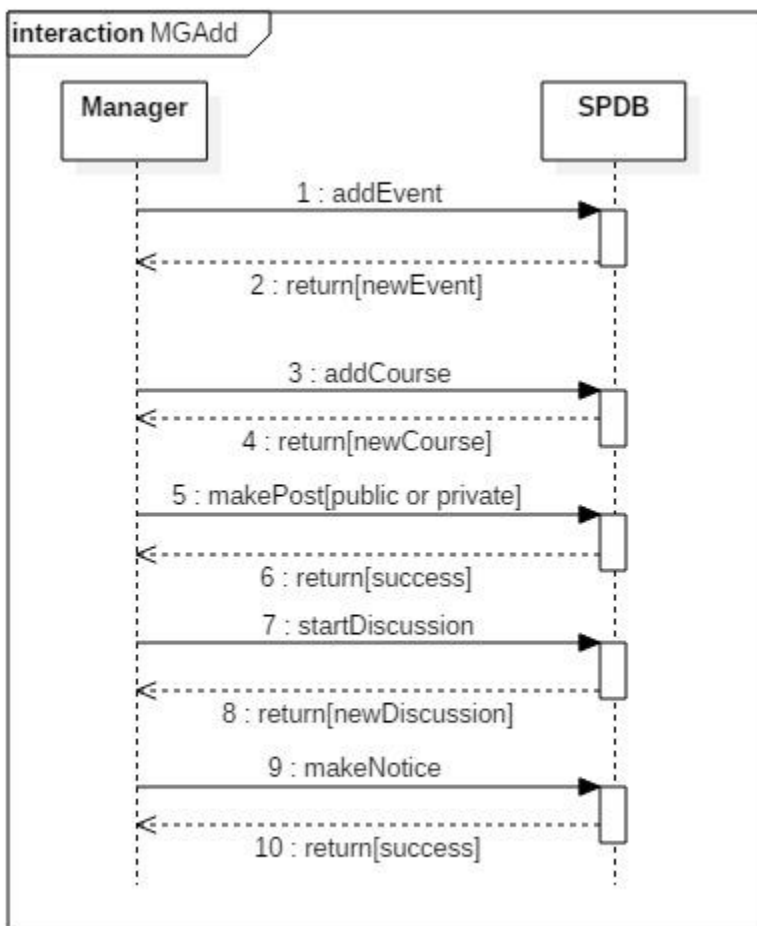 interaction MGAdd
Manager
SPDB
1 : addEvent
2 : return[newEvent]
3 : addCourse
4 : return[newCourse]
5 : makePost[public or private]
6 : return[success]
7 : startDiscussion
8 : return[newDiscussion]
9 : makeNotice
10 : return[success]